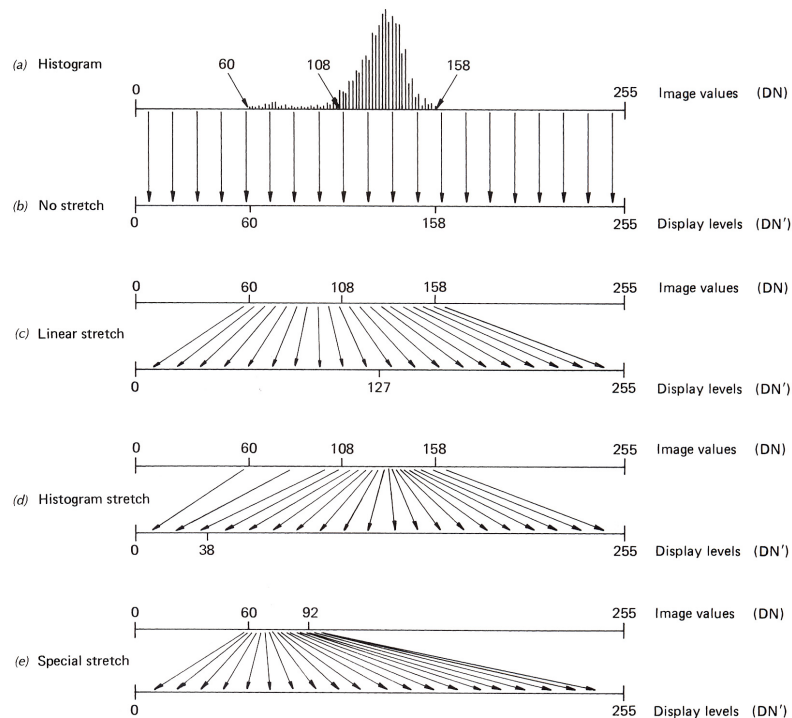 (a) Histogram
60 108 158
0 255 Image values (DN)
(b) No stretch
0 60 158 255 Display levels (DN′)
0 60 108 158 255 Image values (DN)
(c) Linear stretch
0 127 255 Display levels (DN′)
0 60 108 158 255 Image values (DN)
(d) Histogram stretch
0 38 255 Display levels (DN′)
0 60 92 255 Image values (DN)
(e) Special stretch
0 255 Display levels (DN′)